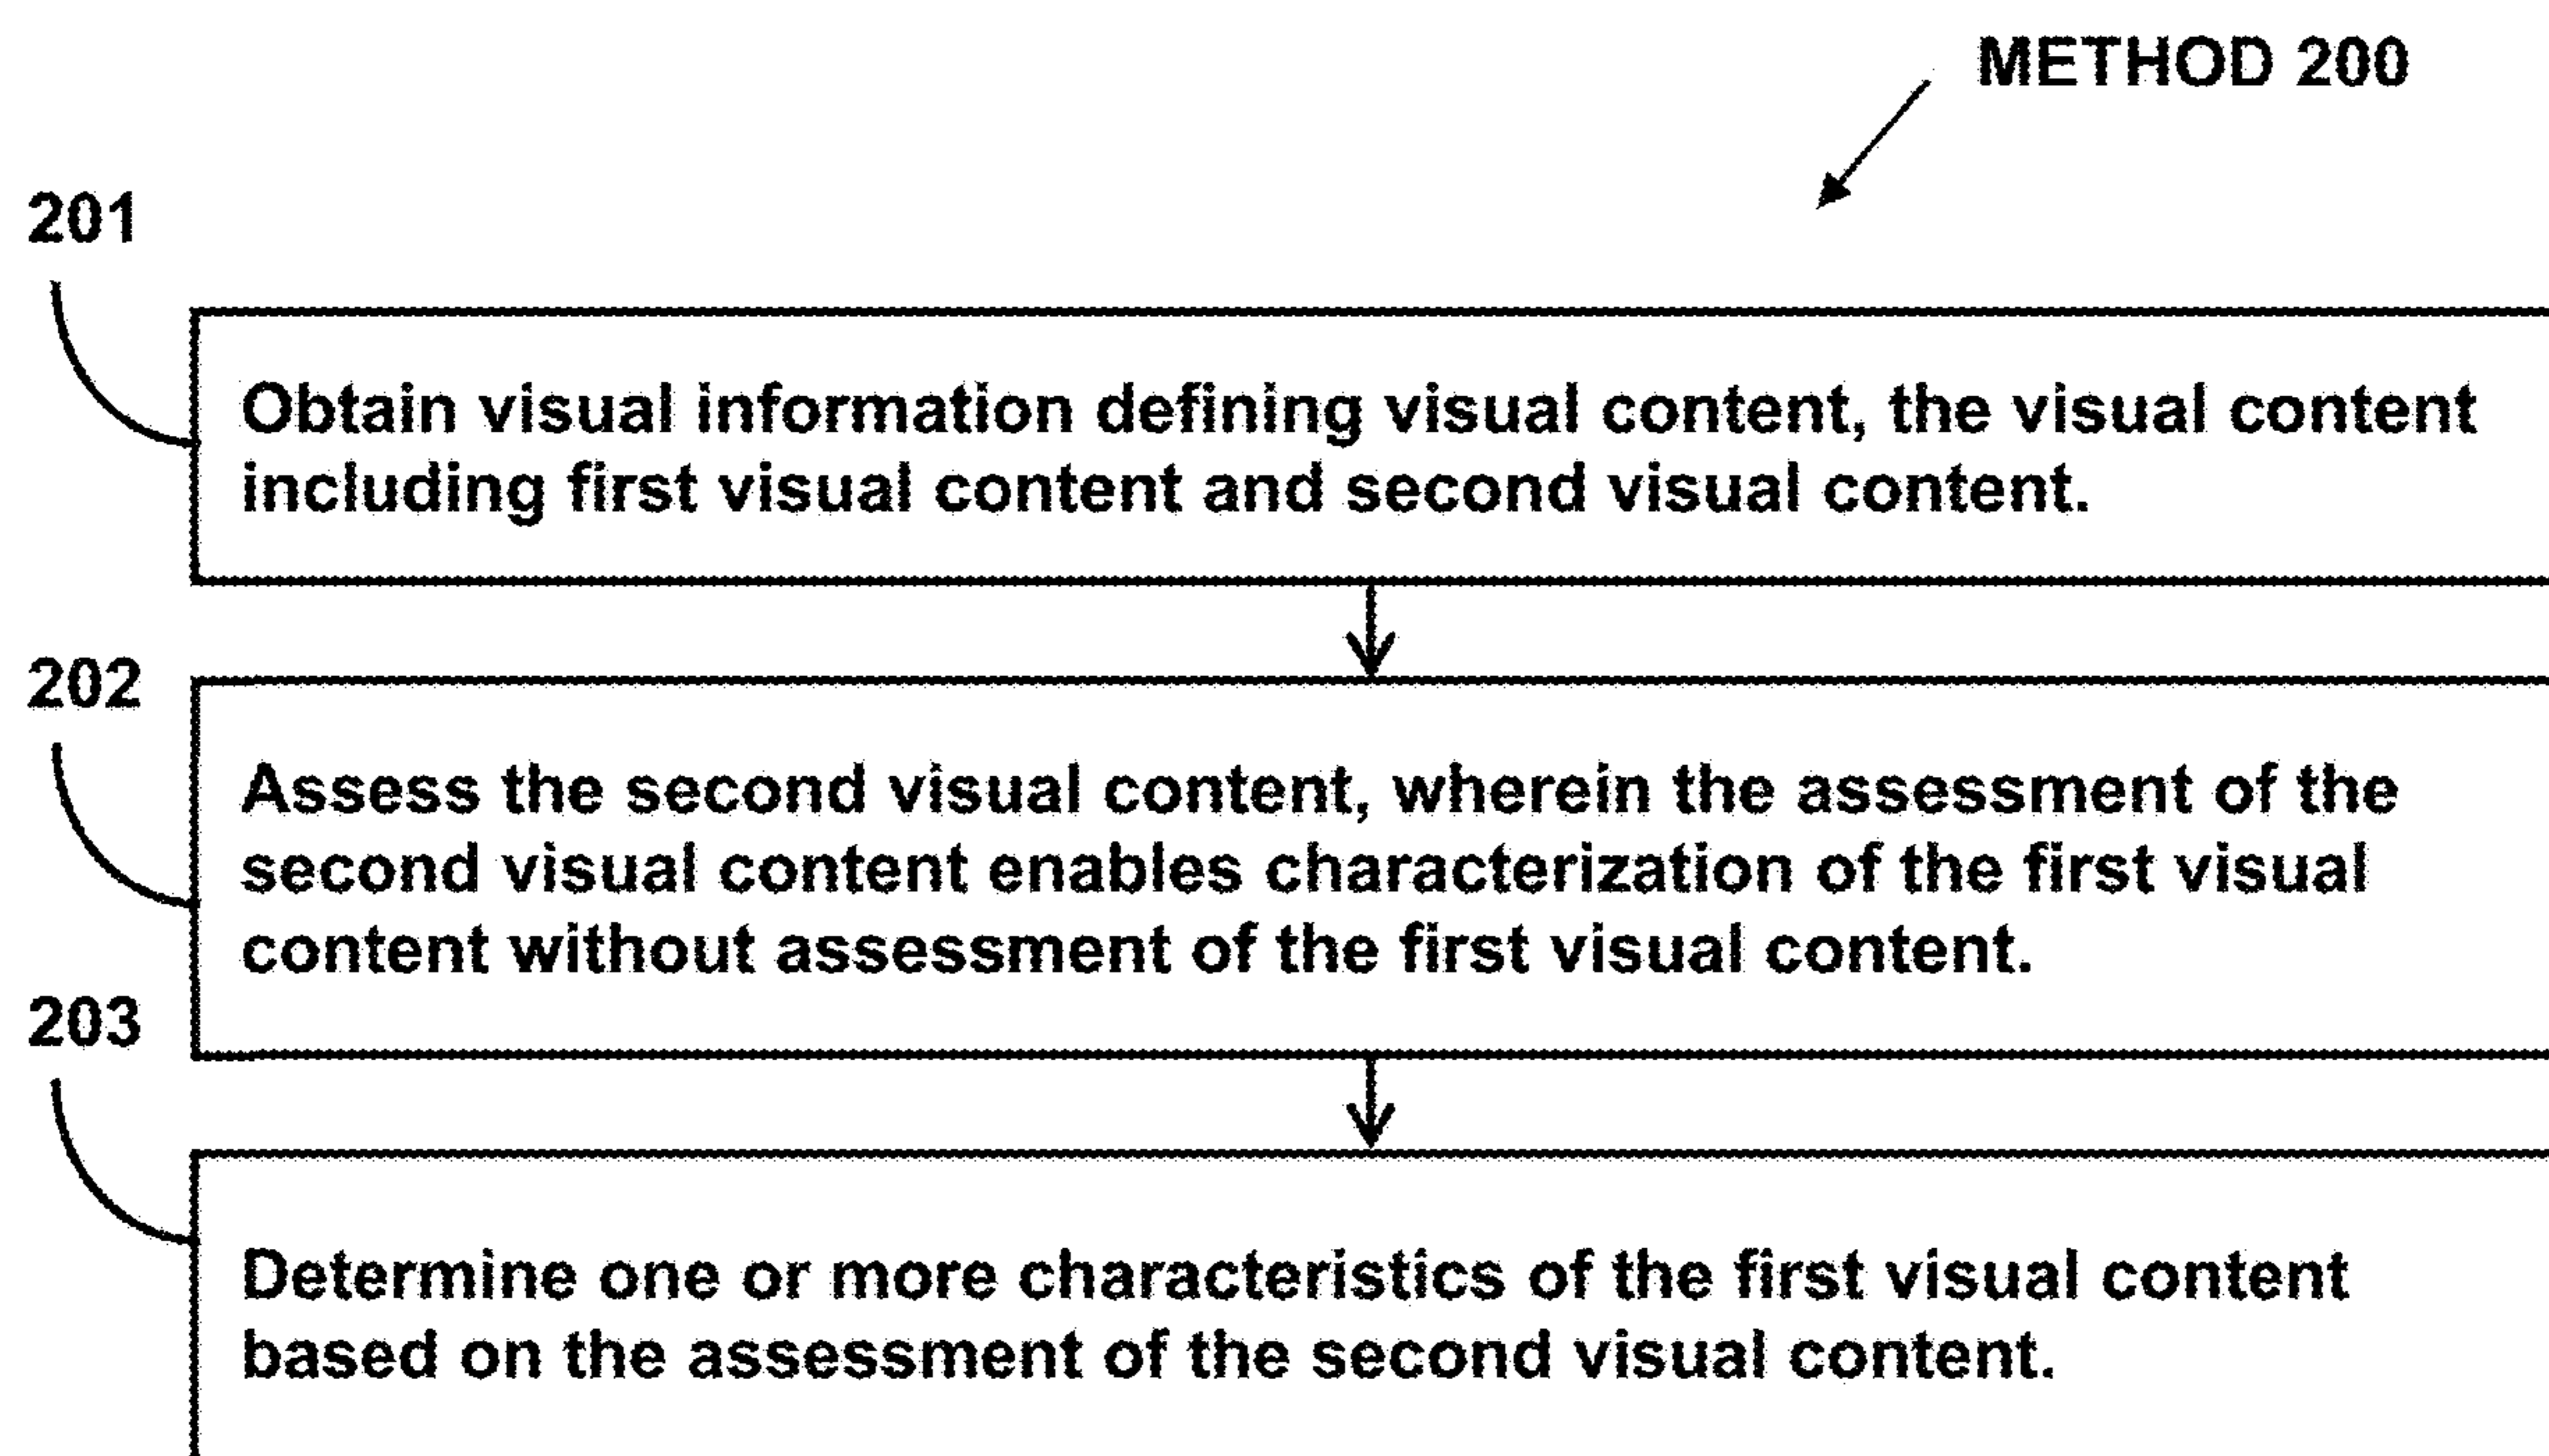 METHOD 200
201
Obtain visual information defining visual content, the visual content
including first visual content and second visual content.
202
Assess the second visual content, wherein the assessment of the
second visual content enables characterization of the first visual
content without assessment of the first visual content.
203
Determine one or more characteristics of the first visual content
based on the assessment of the second visual content.